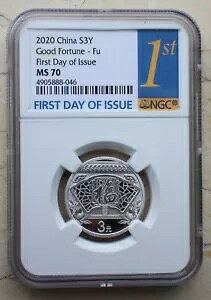 2020 China S3Y
Good Fortune - Fu
First Day of Issue
MS 70
4905888-046
1st
FIRST DAY OF ISSUE
NGC
福
3元